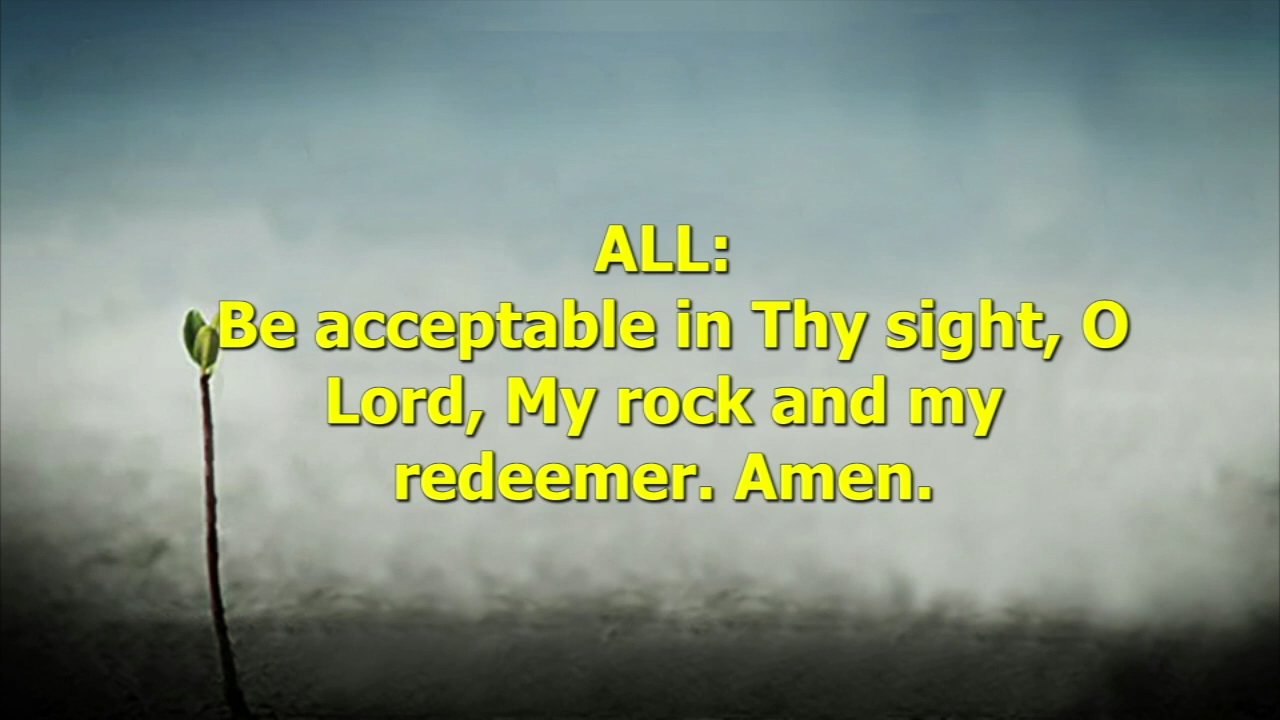 ALL:
Be acceptable in Thy sight, O
Lord, My rock and my
redeemer. Amen.